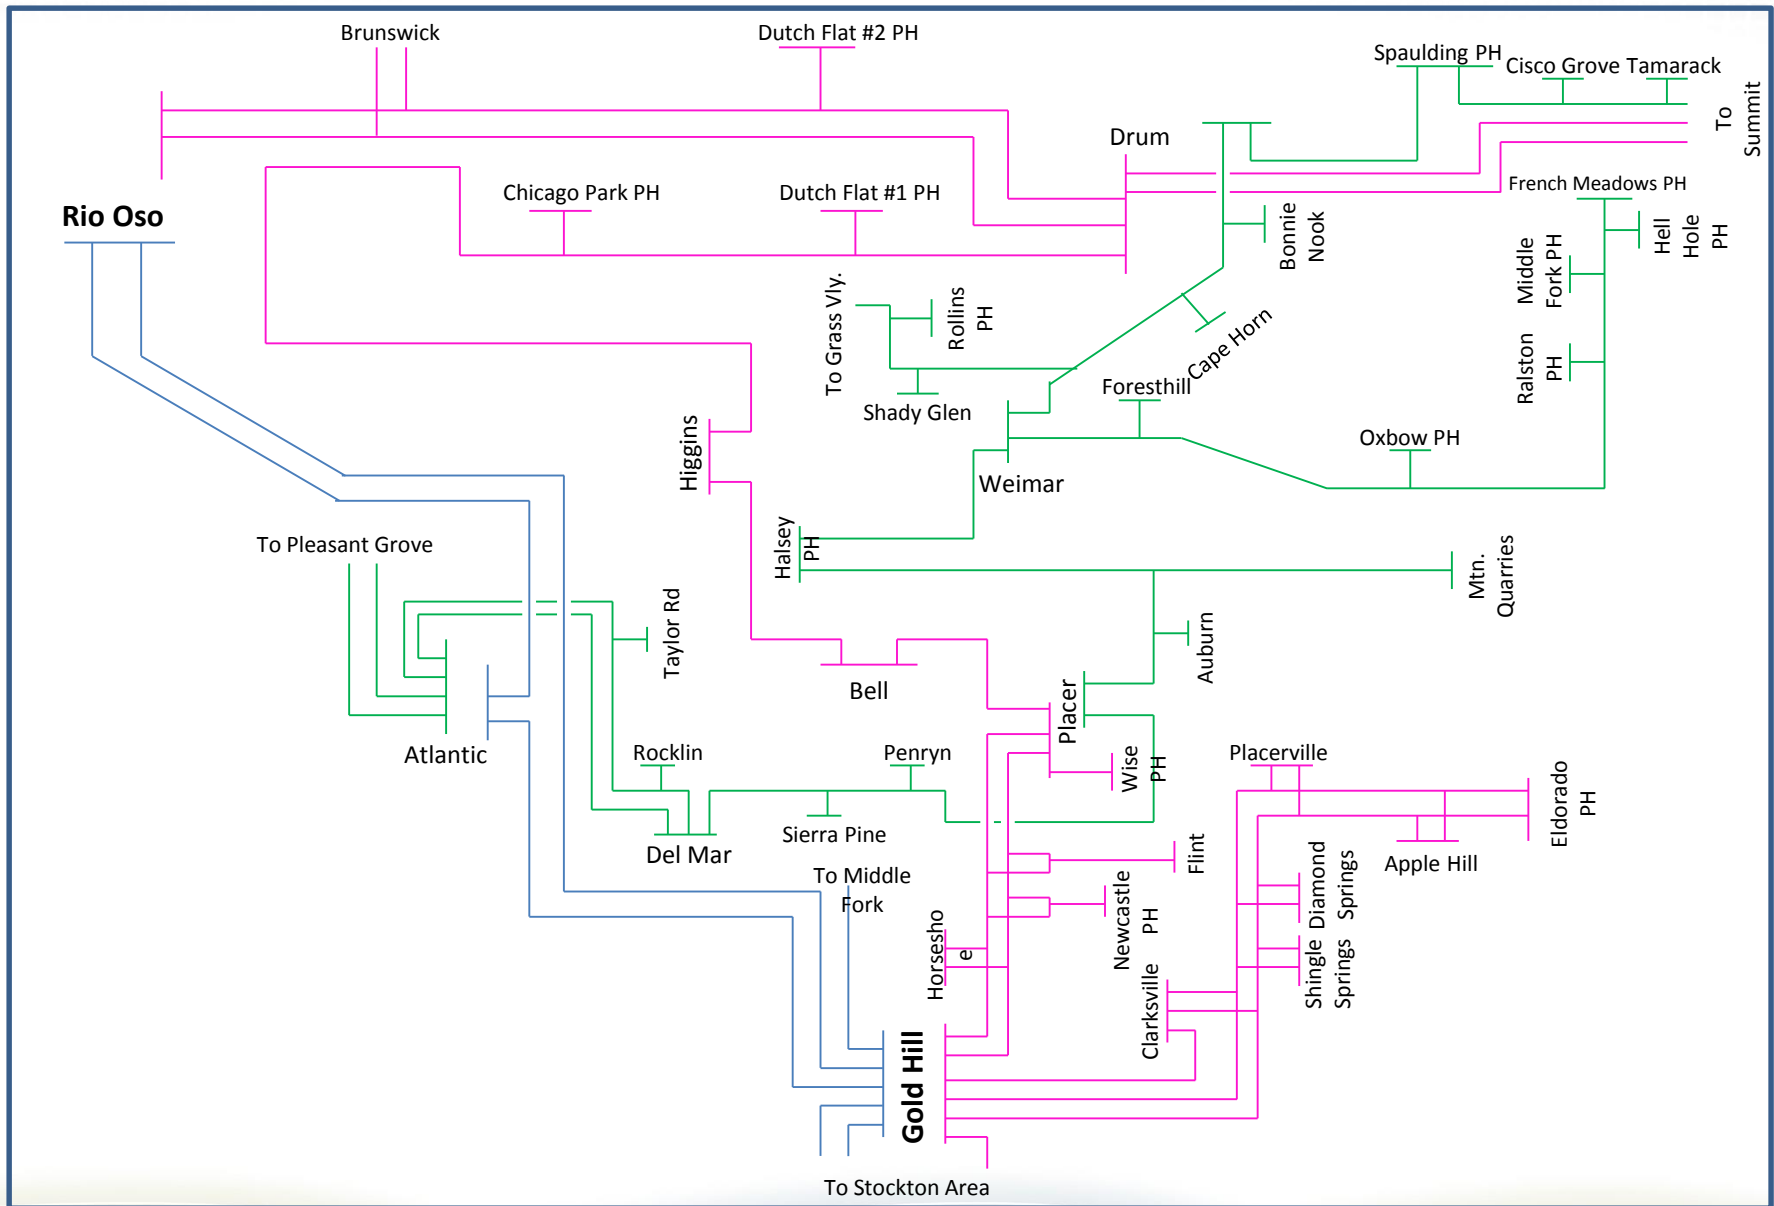 Brunswick
Dutch Flat #2 PH
Spaulding PH
Cisco Grove Tamarack
To
Summit
Drum
French Meadows PH
Chicago Park PH
Dutch Flat #1 PH
Rio Oso
Bonnie
Nook
Hell
Hole
PH
Middle
Fork PH
To Grass Vly.
Rollins
PH
Cape Horn
Ralston
PH
Foresthill
Shady Glen
Oxbow PH
Higgins
Weimar
Halsey
PH
To Pleasant Grove
Mtn.
Quarries
Taylor Rd
Auburn
Bell
Placer
Atlantic
Rocklin
Penryn
Wise
PH
Placerville
Eldorado
PH
Sierra Pine
Del Mar
Flint
Apple Hill
To Middle
Fork
Diamond
Springs
Newcastle
PH
Horsesho
e
Shingle
Springs
Clarksville
Gold Hill
To Stockton Area